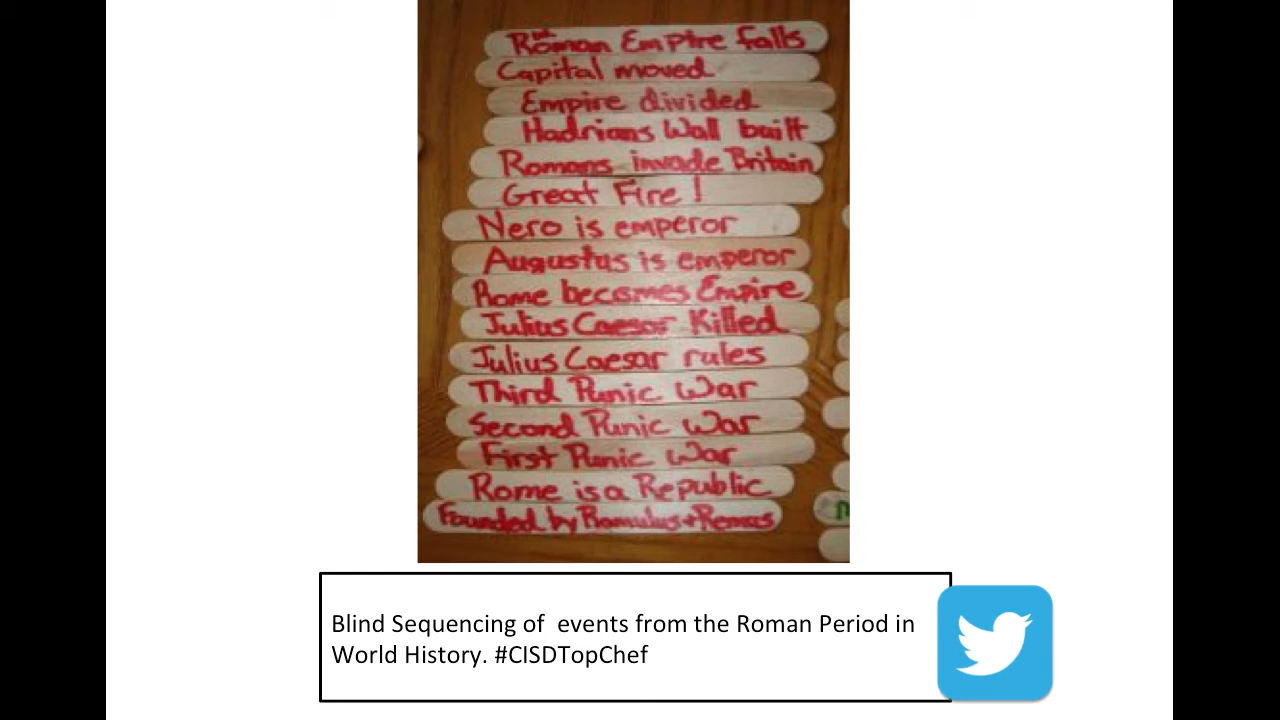 Roman Empire falls
Capital moved
Empire divided
Hadrians Wall built
Romans invade Britain
Great Fire!
Nero is emperor
Augustus is emperor
Rome becomes Empire
Julius Caesar Killed
Julius Caesar rules
Third Punic War
Second Punic War
First Punic War
Rome is a Republic
Founded by Romulus + Remus
Blind Sequencing of events from the Roman Period in
World History. #CISDTopChef